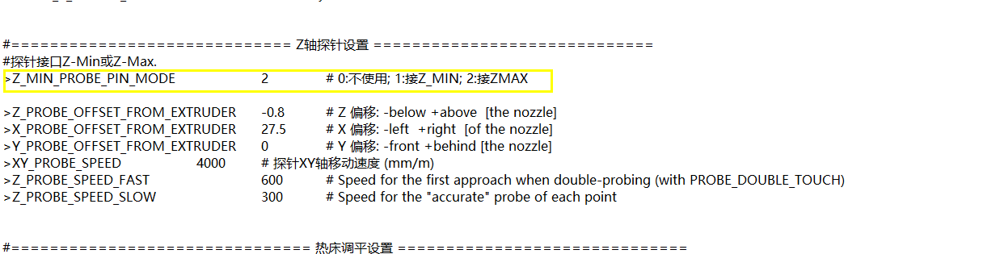 #============================= Z轴探针设置 =============================
#探针接口Z-Min或Z-Max.
>Z_MIN_PROBE_PIN_MODE 2 # 0:不使用; 1:接Z_MIN; 2:接ZMAX
>Z_PROBE_OFFSET_FROM_EXTRUDER -0.8 # Z 偏移: -below +above [the nozzle]
>X_PROBE_OFFSET_FROM_EXTRUDER 27.5 # X 偏移: -left +right [of the nozzle]
>Y_PROBE_OFFSET_FROM_EXTRUDER 0 # Y 偏移: -front +behind [the nozzle]
>XY_PROBE_SPEED 4000 # 探针XY轴移动速度 (mm/m)
>Z_PROBE_SPEED_FAST 600 # Speed for the first approach when double-probing (with PROBE_DOUBLE_TOUCH)
>Z_PROBE_SPEED_SLOW 300 # Speed for the "accurate" probe of each point
#=============================== 热床调平设置 ==============================